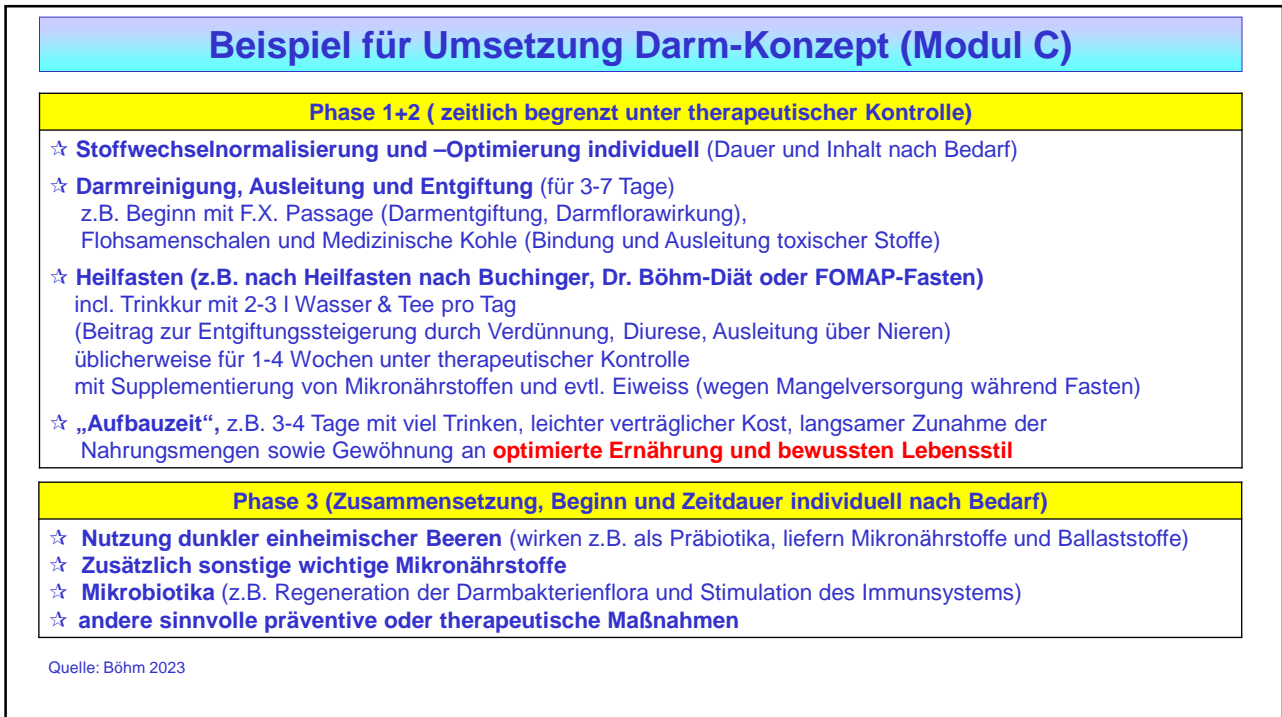 Beispiel für Umsetzung Darm-Konzept (Modul C)
Phase 1+2 ( zeitlich begrenzt unter therapeutischer Kontrolle)
☆ Stoffwechselnormalisierung und –Optimierung individuell (Dauer und Inhalt nach Bedarf)
☆ Darmreinigung, Ausleitung und Entgiftung (für 3-7 Tage)
z.B. Beginn mit F.X. Passage (Darmentgiftung, Darmflorawirkung),
Flohsamenschalen und Medizinische Kohle (Bindung und Ausleitung toxischer Stoffe)
☆ Heilfasten (z.B. nach Heilfasten nach Buchinger, Dr. Böhm-Diät oder FOMAP-Fasten)
incl. Trinkkur mit 2-3 l Wasser & Tee pro Tag
(Beitrag zur Entgiftungssteigerung durch Verdünnung, Diurese, Ausleitung über Nieren)
üblicherweise für 1-4 Wochen unter therapeutischer Kontrolle
mit Supplementierung von Mikronährstoffen und evtl. Eiweiss (wegen Mangelversorgung während Fasten)
☆ „Aufbauzeit“, z.B. 3-4 Tage mit viel Trinken, leichter verträglicher Kost, langsamer Zunahme der
Nahrungsmengen sowie Gewöhnung an optimierte Ernährung und bewussten Lebensstil
Phase 3 (Zusammensetzung, Beginn und Zeitdauer individuell nach Bedarf)
☆ Nutzung dunkler einheimischer Beeren (wirken z.B. als Präbiotika, liefern Mikronährstoffe und Ballaststoffe)
☆ Zusätzlich sonstige wichtige Mikronährstoffe
☆ Mikrobiotika (z.B. Regeneration der Darmbakterienflora und Stimulation des Immunsystems)
☆ andere sinnvolle präventive oder therapeutische Maßnahmen
Quelle: Böhm 2023